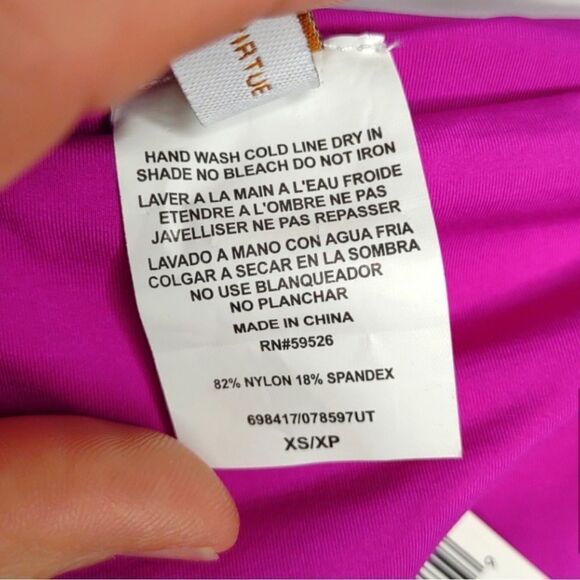 VIRTUE
HAND WASH COLD LINE DRY IN
SHADE NO BLEACH DO NOT IRON
LAVER A LA MAIN A L'EAU FROIDE
ETENDRE A L'OMBRE NE PAS
JAVELLISER NE PAS REPASSER
LAVADO A MANO CON AGUA FRIA
COLGAR A SECAR EN LA SOMBRA
NO USE BLANQUEADOR
NO PLANCHAR
MADE IN CHINA
RN#59526
82% NYLON 18% SPANDEX
698417/078597UT
XS/XP